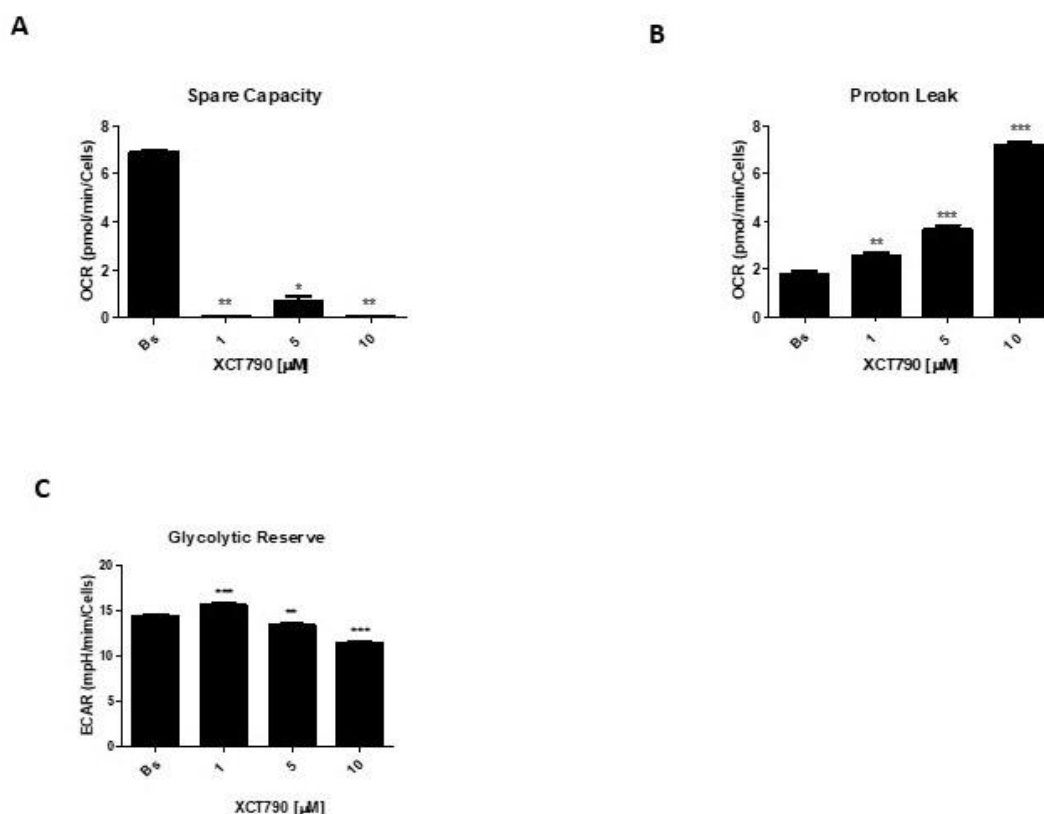 A
Spare Capacity
OCR (pmol/min/Cells)
8
6
4
2
0
**
*
**
Bs
1
5
10
XCT790 [µM]
B
Proton Leak
OCR (pmol/min/Cells)
8
6
4
2
0
**
***
***
Bs
1
5
10
XCT790 [µM]
C
Glycolytic Reserve
ECAR (mpH/mim/Cells)
20
15
10
5
0
***
**
***
Bs
1
5
10
XCT790 [µM]